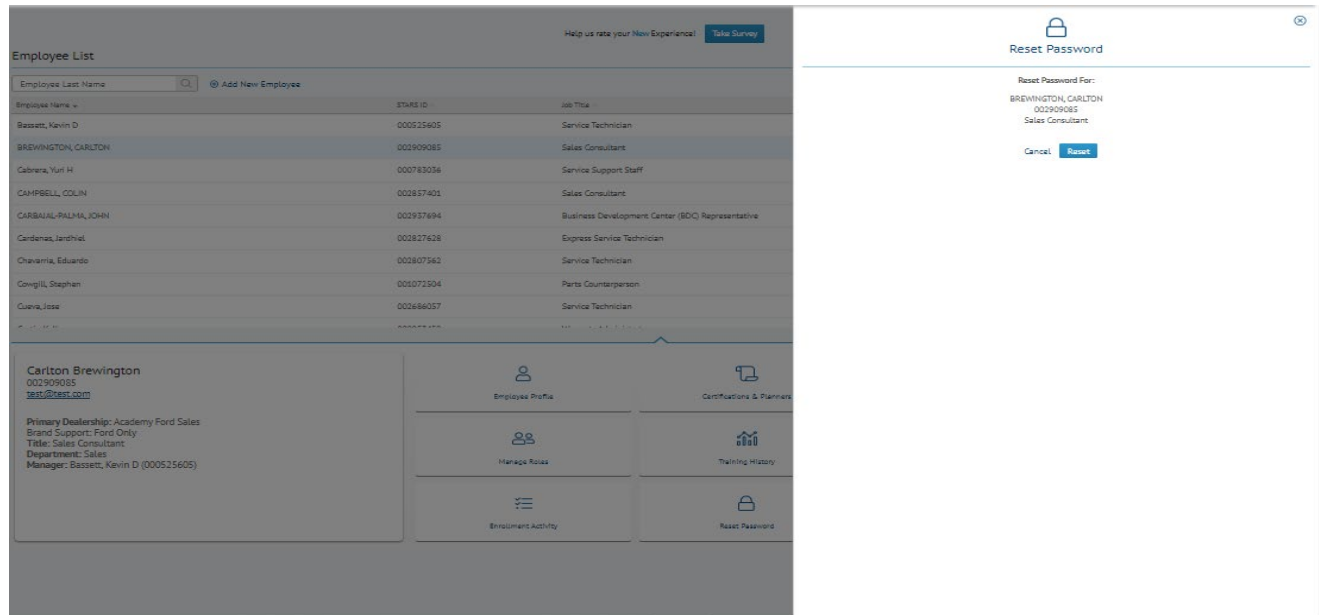 Help us rate your New Experience! Take Survey
Employee List
Employee Last Name Add New Employee
Employee Name STARS ID Job Title
Bassett, Kevin D 000525605 Service Technician
BREWINGTON, CARLTON 002909085 Sales Consultant
Cabrera, Yuri H 000783036 Service Support Staff
CAMPBELL, COLIN 002857401 Sales Consultant
CARBAJAL-PALMA, JOHN 002937694 Business Development Center (BDC) Representative
Cardenas, Jardhiel 002827628 Express Service Technician
Chavarria, Eduardo 002807562 Service Technician
Cowgill, Stephan 001072504 Parts Counterperson
Cueva, Jose 002686057 Service Technician
Carlton Brewington
002909085
test@test.com
Primary Dealership: Academy Ford Sales
Brand Support: Ford Only
Title: Sales Consultant
Department: Sales
Manager: Bassett, Kevin D (000525605)
Employee Profile Certifications & Planners
Manage Roles Training History
Enrollment Activity Reset Password
Reset Password
Reset Password For:
BREWINGTON, CARLTON
002909085
Sales Consultant
Cancel Reset